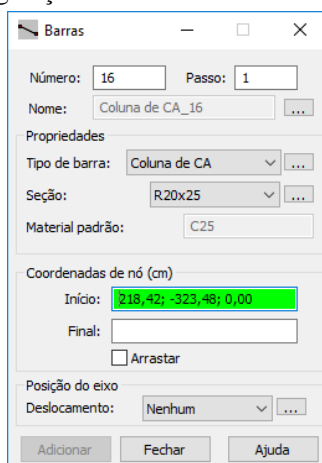 Barras
Número: 16 Passo: 1
Nome: Coluna de CA_16 ...
Propriedades
Tipo de barra: Coluna de CA ...
Seção: R20x25 ...
Material padrão: C25
Coordenadas de nó (cm)
Início: 218,42; -323,48; 0,00
Final:
Arrastar
Posição do eixo
Deslocamento: Nenhum ...
Adicionar Fechar Ajuda